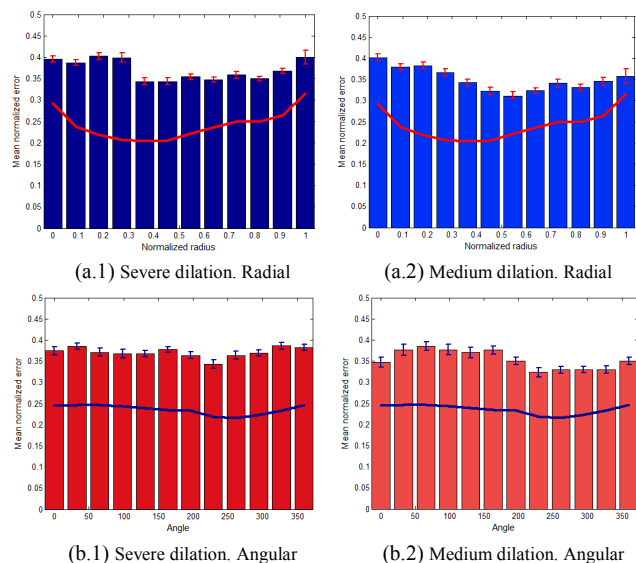 0.5
0.45
0.4
0.35
0.3
0.25
0.2
0.15
0.1
0.05
0
Mean normalized error
0 0.1 0.2 0.3 0.4 0.5 0.6 0.7 0.8 0.9 1
Normalized radius
(a.1) Severe dilation. Radial
0.5
0.45
0.4
0.35
0.3
0.25
0.2
0.15
0.1
0.05
0
Mean normalized error
0 0.1 0.2 0.3 0.4 0.5 0.6 0.7 0.8 0.9 1
Normalized radius
(a.2) Medium dilation. Radial
0.5
0.45
0.4
0.35
0.3
0.25
0.2
0.15
0.1
0.05
0
Mean normalized error
0 50 100 150 200 250 300 350
Angle
(b.1) Severe dilation. Angular
0.5
0.45
0.4
0.35
0.3
0.25
0.2
0.15
0.1
0.05
0
Mean normalized error
0 50 100 150 200 250 300 350
Angle
(b.2) Medium dilation. Angular